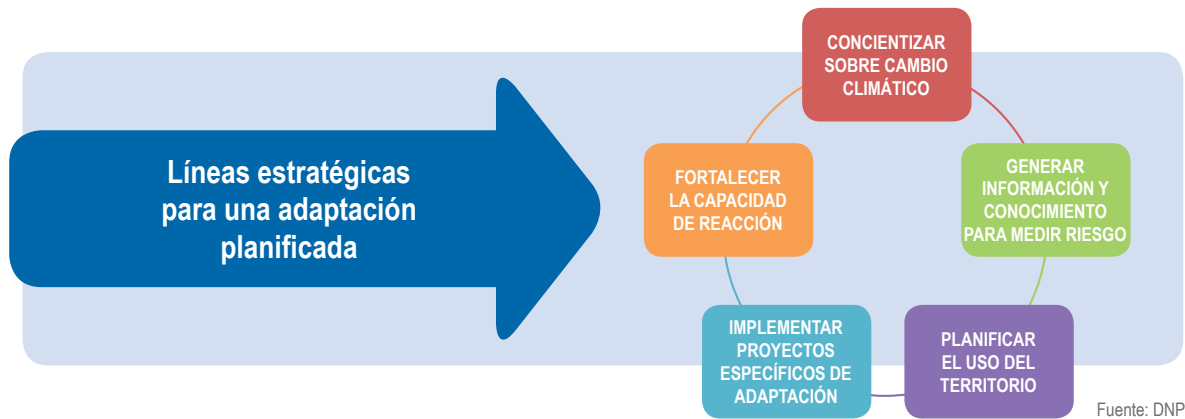 Líneas estratégicas
para una adaptación
planificada
CONCIENTIZAR
SOBRE CAMBIO
CLIMÁTICO
GENERAR
INFORMACIÓN Y
CONOCIMIENTO
PARA MEDIR RIESGO
PLANIFICAR
EL USO DEL
TERRITORIO
IMPLEMENTAR
PROYECTOS
ESPECÍFICOS DE
ADAPTACIÓN
FORTALECER
LA CAPACIDAD
DE REACCIÓN
Fuente: DNP